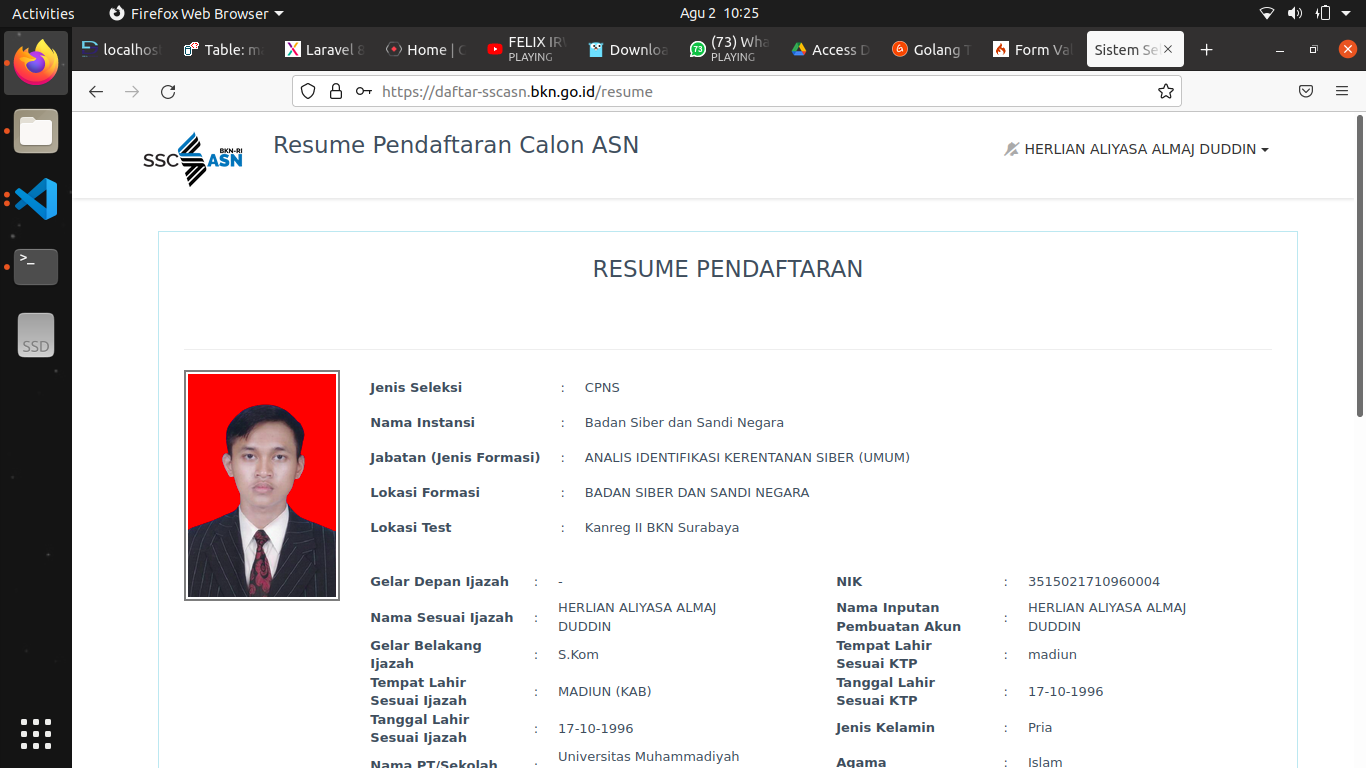 Activities Firefox Web Browser Agu 2 10:25
localhos Table: m Laravel 8 Home | C FELIX IRW PLAYING Downloa (73) Wha PLAYING Access D Golang T Form Val Sistem Sel
https://daftar-sscasn.bkn.go.id/resume
SSC ASN BKN-RI
Resume Pendaftaran Calon ASN
HERLIAN ALIYASA ALMAJ DUDDIN
RESUME PENDAFTARAN
Jenis Seleksi : CPNS
Nama Instansi : Badan Siber dan Sandi Negara
Jabatan (Jenis Formasi) : ANALIS IDENTIFIKASI KERENTANAN SIBER (UMUM)
Lokasi Formasi : BADAN SIBER DAN SANDI NEGARA
Lokasi Test : Kanreg II BKN Surabaya
Gelar Depan Ijazah : - NIK : 3515021710960004
Nama Sesuai Ijazah : HERLIAN ALIYASA ALMAJ DUDDIN Nama Inputan Pembuatan Akun : HERLIAN ALIYASA ALMAJ DUDDIN
Gelar Belakang Ijazah : S.Kom Tempat Lahir Sesuai KTP : madiun
Tempat Lahir Sesuai Ijazah : MADIUN (KAB) Tanggal Lahir Sesuai KTP : 17-10-1996
Tanggal Lahir Sesuai Ijazah : 17-10-1996 Jenis Kelamin : Pria
Nama PT/Sekolah : Universitas Muhammadiyah Agama : Islam
SSD